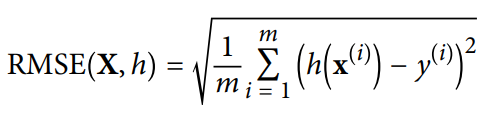 RMSE(𝐗, h) = √(1/m ∑_{i = 1}^{m} (h(𝐱^{(i)}) − y^{(i)})^2)